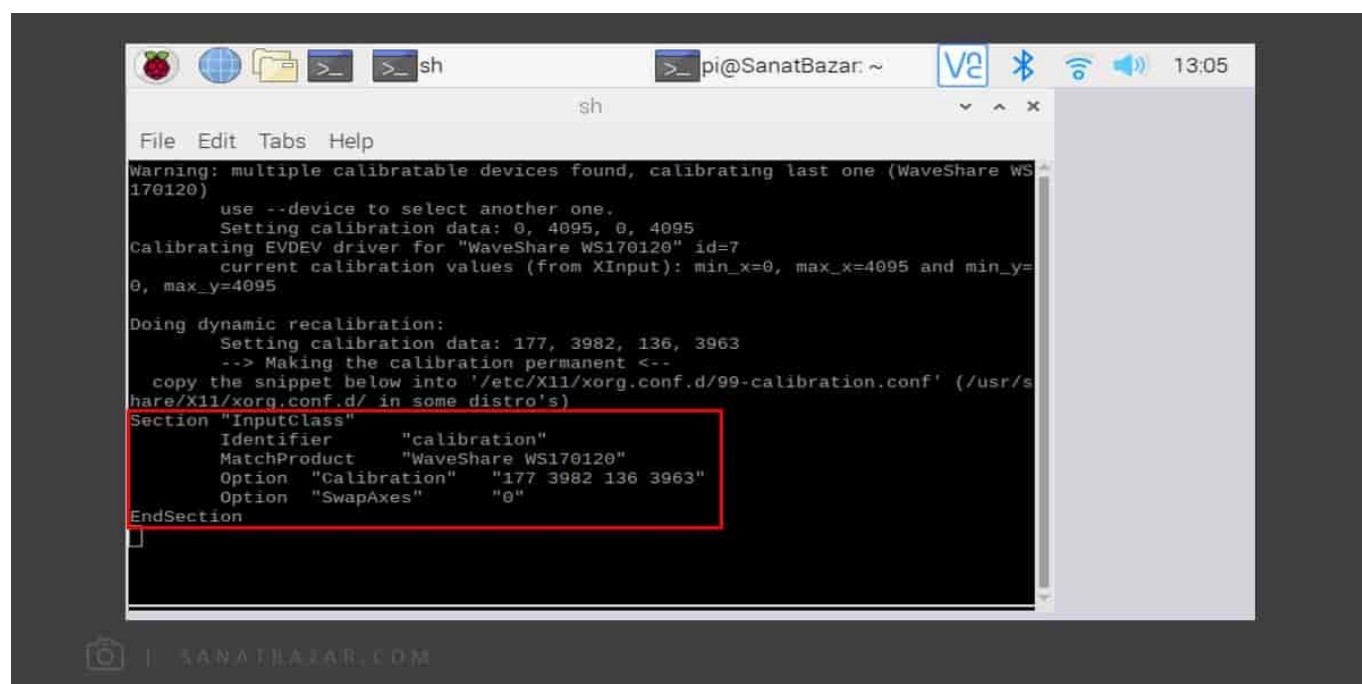 sh
pi@SanatBazar: ~
13:05
sh
File Edit Tabs Help
Warning: multiple calibratable devices found, calibrating last one (WaveShare WS
170120)
use --device to select another one.
Setting calibration data: 0, 4095, 0, 4095
Calibrating EVDEV driver for "WaveShare WS170120" id=7
current calibration values (from XInput): min_x=0, max_x=4095 and min_y=
0, max_y=4095
Doing dynamic recalibration:
Setting calibration data: 177, 3982, 136, 3963
--> Making the calibration permanent <--
copy the snippet below into '/etc/X11/xorg.conf.d/99-calibration.conf' (/usr/s
hare/X11/xorg.conf.d/ in some distro's)
Section "InputClass"
Identifier "calibration"
MatchProduct "WaveShare WS170120"
Option "Calibration" "177 3982 136 3963"
Option "SwapAxes" "0"
EndSection
SANATBAZAR.COM